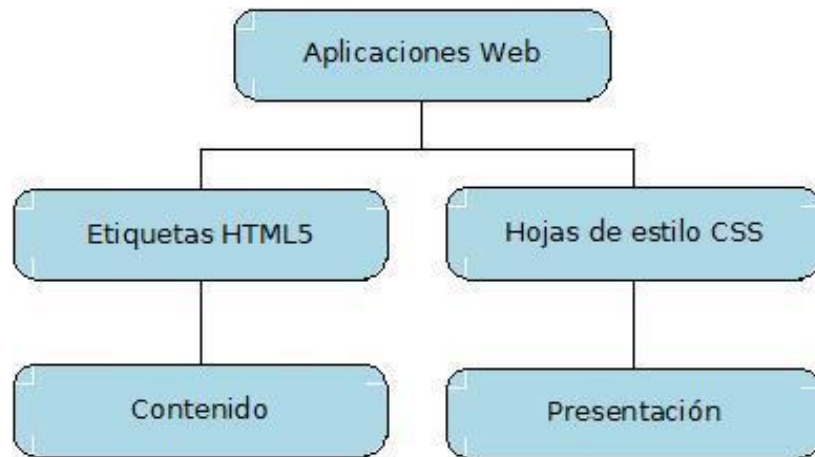 Aplicaciones Web
Etiquetas HTML5
Hojas de estilo CSS
Contenido
Presentación